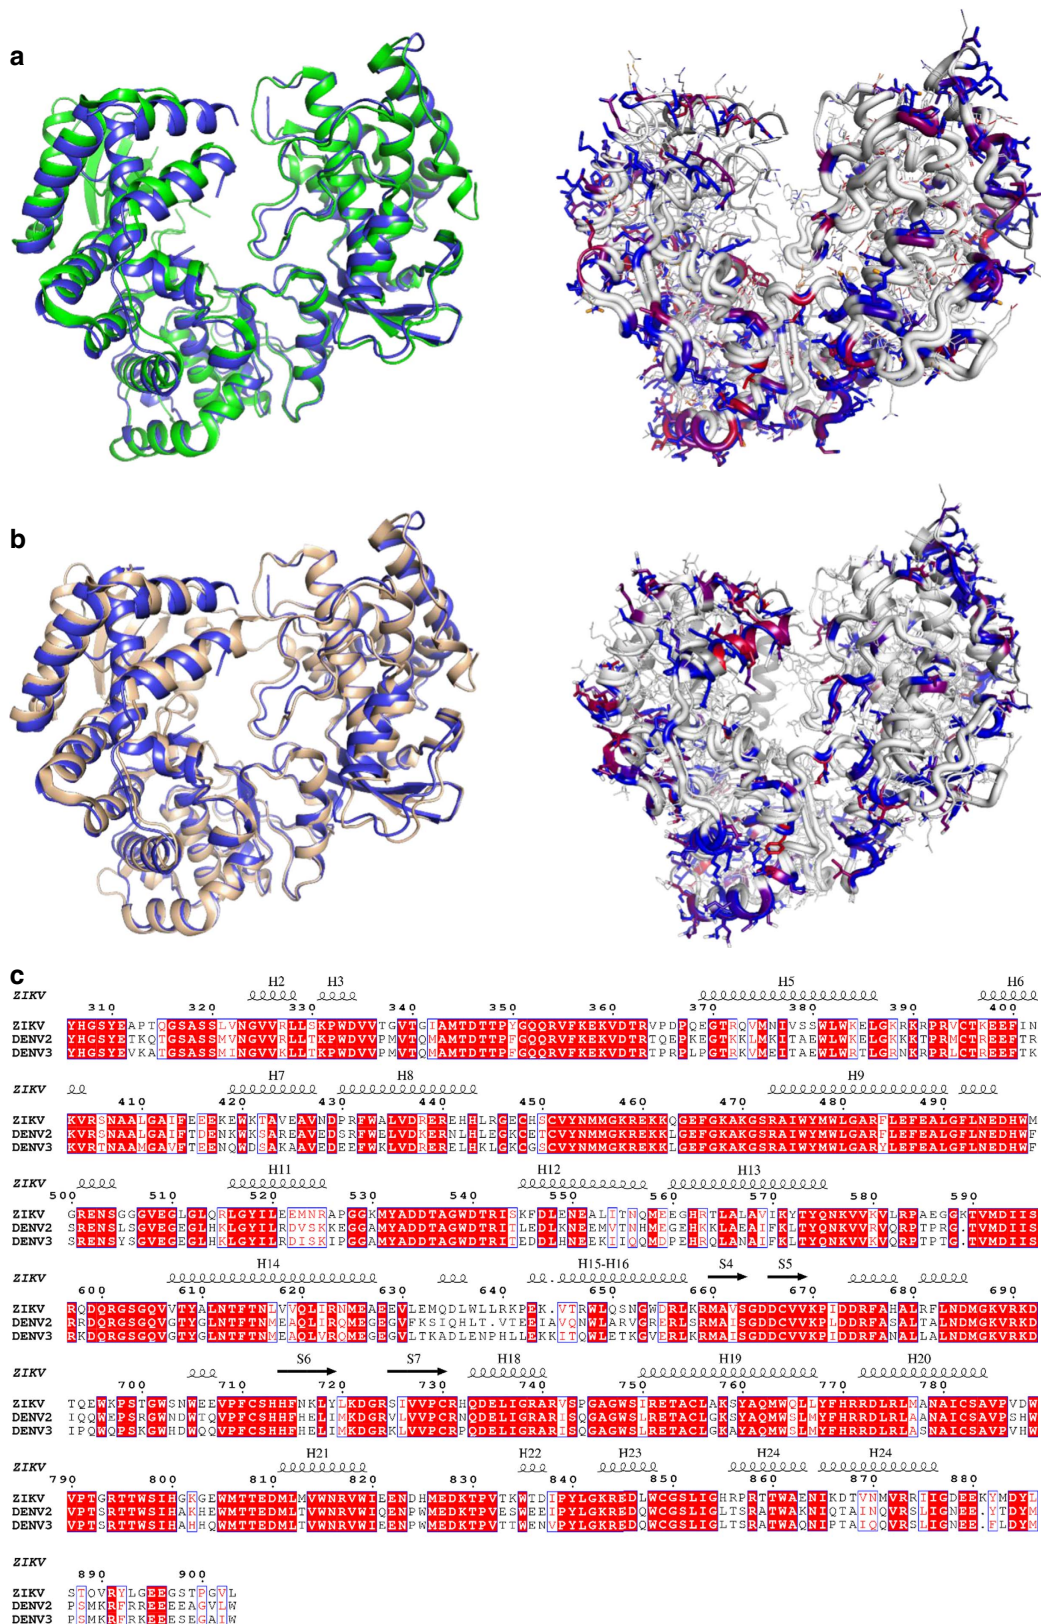 a
b
c
H2 H3 H5 H6
ZIKV
310 320 330 340 350 360 370 380 390 400
ZIKV YHGSYEAPTQGSASSLVNGVVRLLSKPWDVVTGVTGIAMTDTTPYGQQRVFKEKVDTRVPDPQEGTRQVMNIVSSWLWKELGKRKRPRVCTKEEFIN
DENV2 YHGSYETKQTGSASSMVNGVVRLLTKPWDVVPMVTQMAMTDTTPFGQQRVFKEKVDTRTQEPKEGTKKLMKITAEWLWKELGKKKTPRMCTREEFTR
DENV3 YHGSYEVKATGSASSMINGVVKLLTKPWDVVPMVTQMAMTDTTPFGQQRVFKEKVDTRTPRPLPGTRKVMEITAEWLWRTLGRNKRPRLCTREEFTK
H7 H8 H9
ZIKV
410 420 430 440 450 460 470 480 490
ZIKV KVRSNAALGAIFEEEKEWKTAVEAVNDPRFWALVDKEREHHLRGECHSCVYNMMGKREKKQGEFGKAKGSRAIWYMWLGARFLEFEALGFLNEDHWM
DENV2 KVRSNAALGAIFTDENKWKSAREAVEDSRFWELVDKERNLHLEGKCETCVYNMMGKREKKLGEFGKAKGSRAIWYMWLGARFLEFEALGFLNEDHWF
DENV3 KVRTNAAMGAVFTEENQWDSAKAAVEDEEFWKLVDRERELHKLGKCGSCVYNMMGKREKKLGEFGKAKGSRAIWYMWLGARYLEFEALGFLNEDHWF
H11 H12 H13
ZIKV
500 510 520 530 540 550 560 570 580 590
ZIKV GRENSGGGVEGLGLQRLGYILEEMNRAPGGKMYADDTAGWDTRISKFDLENEALITNQMEEGHRTLALAVIKYTYQNKVVKVLRPAEGGKTVMDIIS
DENV2 SRENSLSGVEGEGLHKLGYILRDVSKKEGGAMYADDTAGWDTRITLEDLKNEEMVTNHMEGEHKKLAEAIFKLTYQNKVVRVQRPTPRG.TVMDIIS
DENV3 SRENSYSGVEGEGLHKLGYILRDISKIPGGAMYADDTAGWDTRITEDDLHNEEKIIQQMDPEHRQLANAIFKLTYQNKVVKVQRPTPTG.TVMDIIS
H14 H15-H16 S4 S5
ZIKV
600 610 620 630 640 650 660 670 680 690
ZIKV RQDQRGSGQVVTYALNTFTNLVVQLIRNMEAEEVLEMQDLWLLRKPEK.VTRWLQSNGWDRLKRMAVSGDDCVVKPIDDRFAHALRFLNDMGKVRKD
DENV2 RRDQRGSGQVGTYGLNTFTNMEAQLIRQMEGEGVFKSIQHLT.VTEEIAVQNWLARVGRERLSRMAISGDDCVVKPLDDRFASALTALNDMGKVRKD
DENV3 RKDQRGSGQVGTYGLNTFTNMEAQLVRQMEGEGVLTKADLENPHLLEKKITQWLETKGVERLKRMAISGDDCVVKPIDDRFANALLALNDMGKVRKD
S6 S7 H18 H19 H20
ZIKV
700 710 720 730 740 750 760 770 780
ZIKV TQEWKPSTGWSNWEEVPFCSHHFNKLYLKDGRSIVVPCRHQDELIGRARVSPGAGWSIRETACLAKSYAQMWQLLYFHRRDLRLMANAICSAVPVDW
DENV2 IQQWEPSRGWNDWTQVPFCSHHFHELIMKDGRVLVVPCRNQDELIGRARISQGAGWSLRETACLGKSYAQMWSLMYFHRRDLRLAANAICSAVPSHW
DENV3 IPQWQPSKGWHDWQQVPFCSHHFHELIMKDGRKLVVPCRPQDELIGRARISQGAGWSLRETACLGKAYAQMWTLMYFHRRDLRLASNAICSAVPVHW
H21 H22 H23 H24 H24
ZIKV
790 800 810 820 830 840 850 860 870 880
ZIKV VPTGRTTWSIHGKGEWMTTEDMLMVWNRVWIEENDHMEDKTPVTKWTDIPYLGKREDLWCGSLIGHRPRTTWAENIKDTVNMVRRIIGDEEKYMDYL
DENV2 VPTSRTTWSIHAKHEWMTTEDMLTVWNRVWIQENPWMEDKTPVESWEEIPYLGKREDQWCGSLIGLTSRATWAKNIQTAINQVRSLIGNEE.YTDYM
DENV3 VPTSRTTWSIHAHHQWMTTEDMLTVWNRVWIEENPWMEDKTPVTTWENVPYLGKREDQWCGSLIGLTSRATWAQNIPTAIQQVRSLIGNEE.FLDYM
ZIKV
890 900
ZIKV STQVRYLGEEGSTPGVL
DENV2 PSMKRFRREEEEAGVLW
DENV3 PSMKRFRKEEESEGAIW